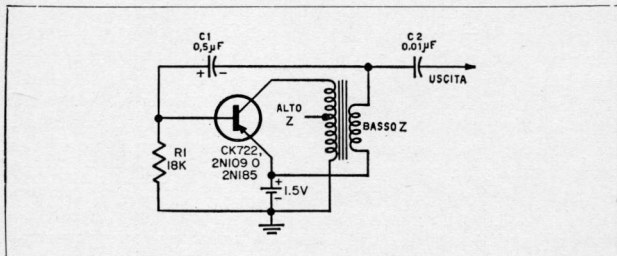 C1
0,5µF
+ -
C2
0.01µF
USCITA
ALTO
Z
BASSO Z
R1
18K
CK722,
2N109 O
2N185
+
1.5V
-